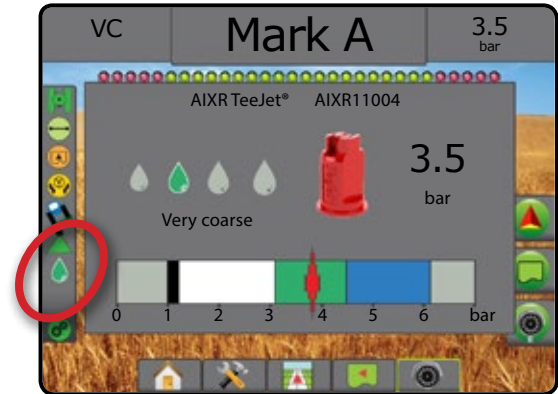 VC
Mark A
3.5
bar
AIXR TeeJet® AIXR11004
3.5
bar
Very coarse
0 1 2 3 4 5 6 bar